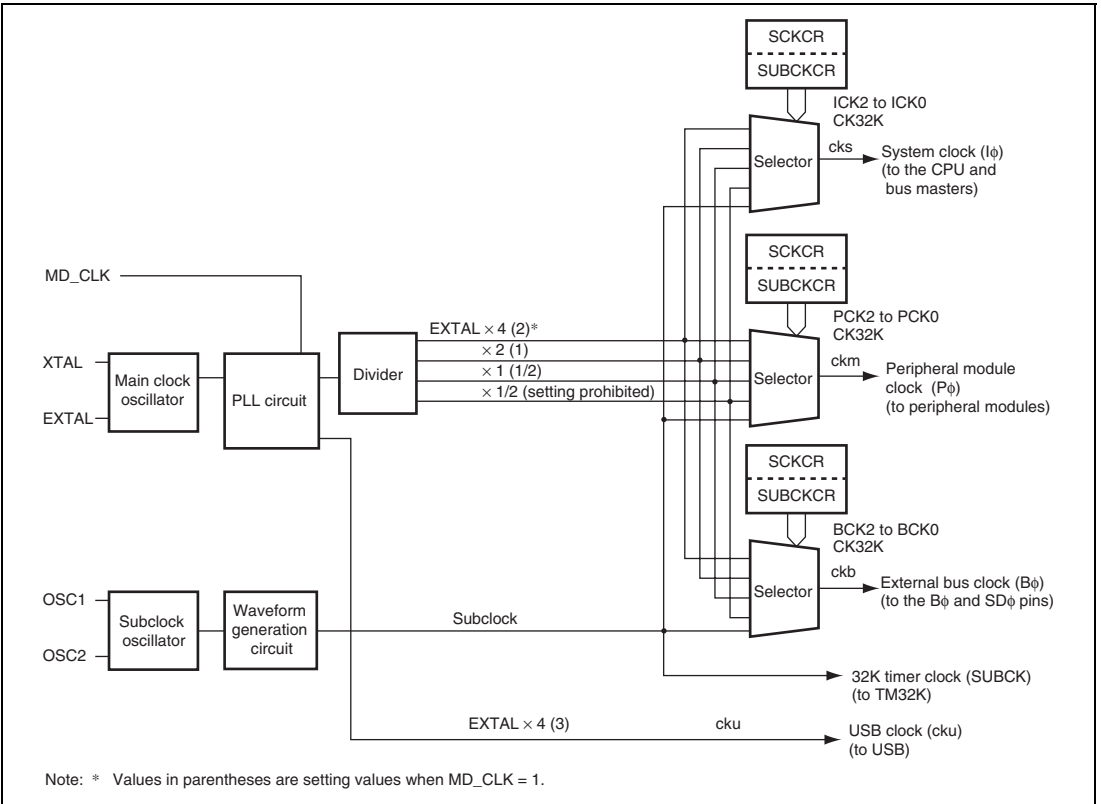 SCKCR
SUBCKCR
ICK2 to ICK0
CK32K
Selector
cks
System clock (Iϕ)
(to the CPU and
bus masters)
SCKCR
SUBCKCR
PCK2 to PCK0
CK32K
Selector
ckm
Peripheral module
clock (Pϕ)
(to peripheral modules)
SCKCR
SUBCKCR
BCK2 to BCK0
CK32K
Selector
ckb
External bus clock (Bϕ)
(to the Bϕ and SDϕ pins)
MD_CLK
XTAL
EXTAL
Main clock
oscillator
PLL circuit
Divider
EXTAL × 4 (2)*
× 2 (1)
× 1 (1/2)
× 1/2 (setting prohibited)
OSC1
OSC2
Subclock
oscillator
Waveform
generation
circuit
Subclock
32K timer clock (SUBCK)
(to TM32K)
EXTAL × 4 (3)
cku
USB clock (cku)
(to USB)
Note: * Values in parentheses are setting values when MD_CLK = 1.